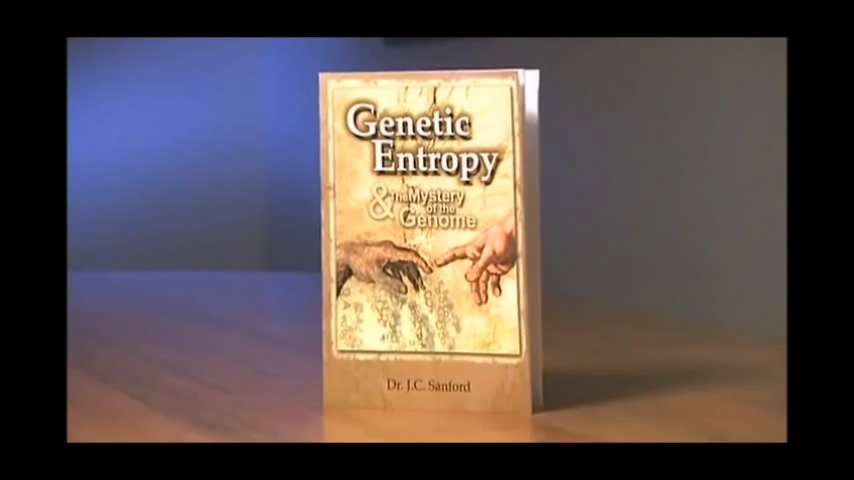 Genetic
Entropy
& The Mystery
of the
Genome
Dr. J.C. Sanford